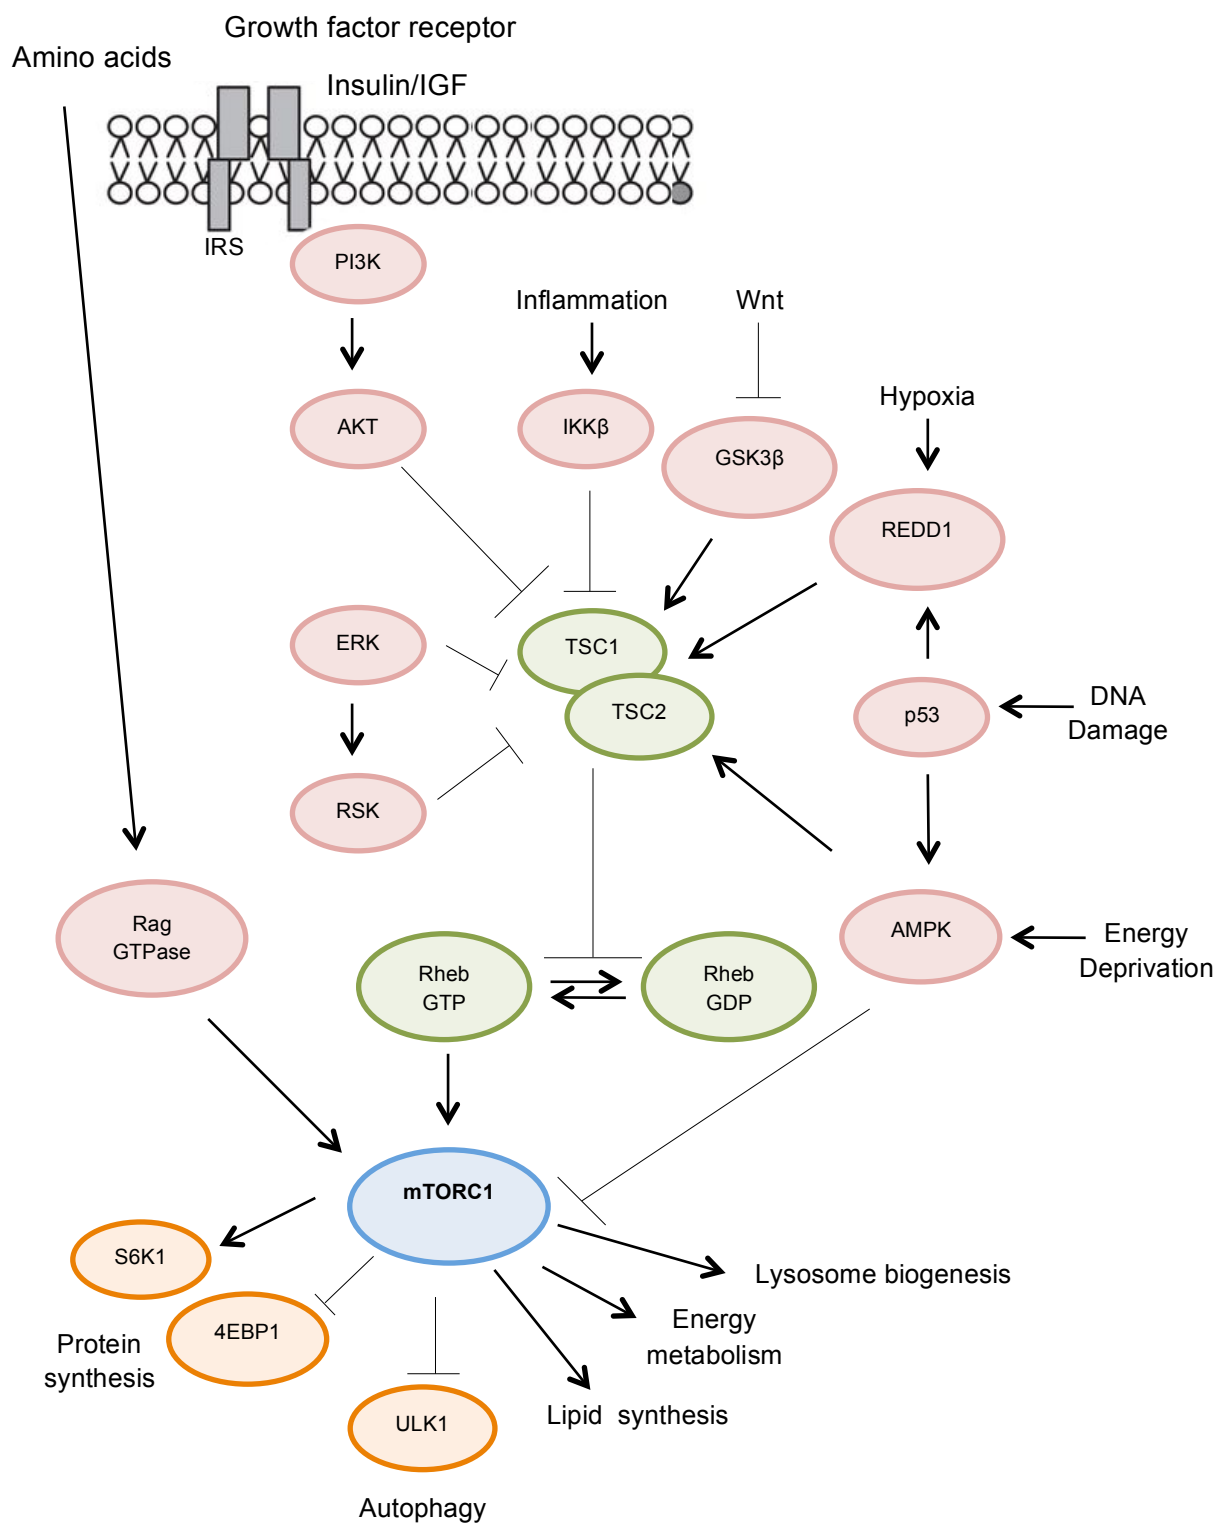 Growth factor receptor
Amino acids
Insulin/IGF
IRS
PI3K
Inflammation
Wnt
Hypoxia
AKT
IKKβ
GSK3β
REDD1
ERK
TSC1
TSC2
p53
DNA
Damage
RSK
Rag
GTPase
AMPK
Energy
Deprivation
Rheb
GTP
Rheb
GDP
mTORC1
S6K1
4EBP1
Protein
synthesis
Lysosome biogenesis
Energy
metabolism
Lipid synthesis
ULK1
Autophagy